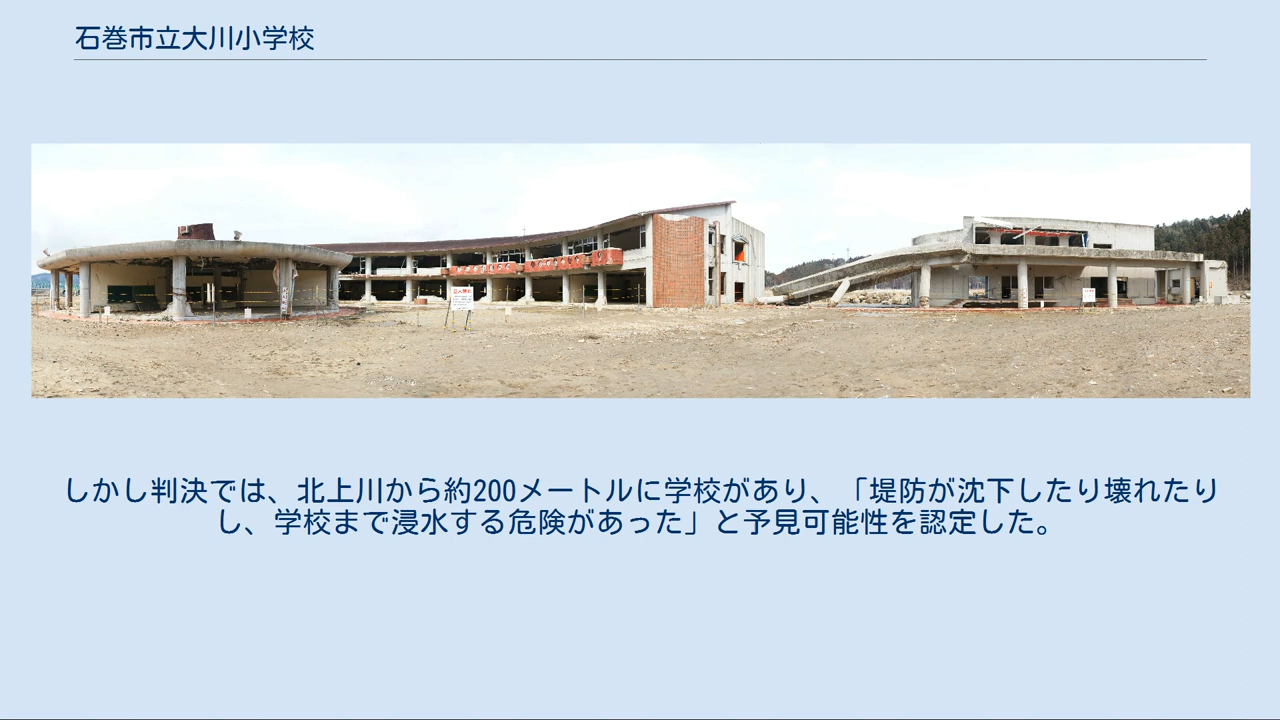 石巻市立大川小学校
しかし判決では、北上川から約200メートルに学校があり、「堤防が沈下したり壊れたり
し、学校まで浸水する危険があった」と予見可能性を認定した。